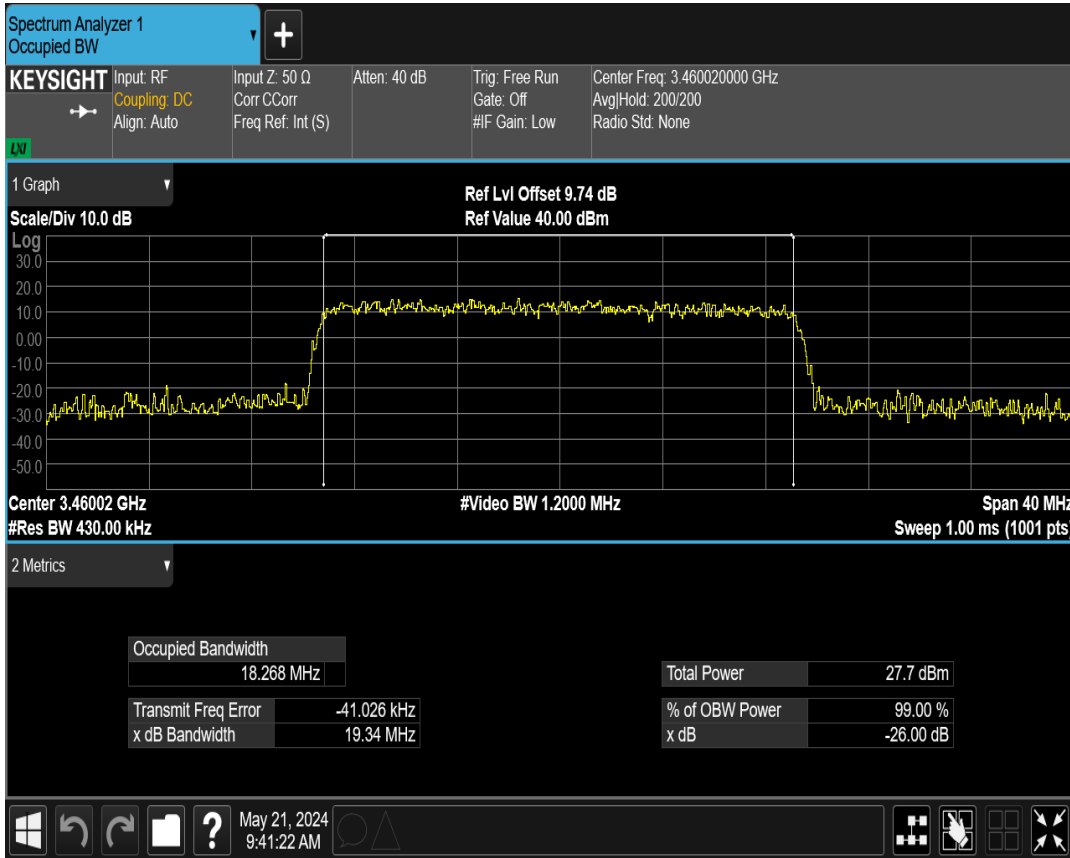 Spectrum Analyzer 1
Occupied BW
+
KEYSIGHT
LXI
Input: RF
Coupling: DC
Align: Auto
Input Z: 50 Ω
Corr CCorr
Freq Ref: Int (S)
Atten: 40 dB
Trig: Free Run
Gate: Off
#IF Gain: Low
Center Freq: 3.460020000 GHz
Avg|Hold: 200/200
Radio Std: None
1 Graph
Scale/Div 10.0 dB
Ref Lvl Offset 9.74 dB
Ref Value 40.00 dBm
Log
30.0
20.0
10.0
0.00
-10.0
-20.0
-30.0
-40.0
-50.0
Center 3.46002 GHz
#Video BW 1.2000 MHz
Span 40 MHz
#Res BW 430.00 kHz
Sweep 1.00 ms (1001 pts)
2 Metrics
Occupied Bandwidth
18.268 MHz
Transmit Freq Error -41.026 kHz
x dB Bandwidth 19.34 MHz
Total Power 27.7 dBm
% of OBW Power 99.00 %
x dB -26.00 dB
?
May 21, 2024
9:41:22 AM